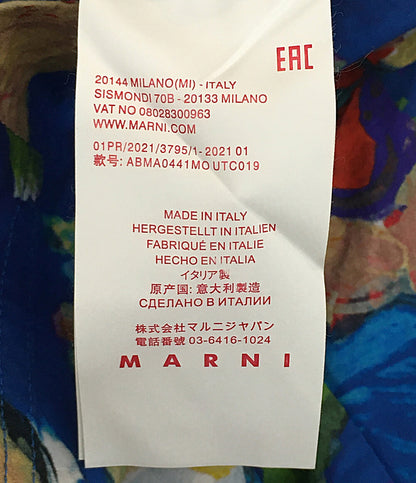 EAC
20144 MILANO(MI) - ITALY
SISMONDI 70B - 20133 MILANO
VAT NO 08028300963
WWW.MARNI.COM
01PR/2021/3795/1- 2021 01
款号: ABMA0441MO UTC019
MADE IN ITALY
HERGESTELLT IN ITALIEN
FABRIQUÉ EN ITALIE
HECHO EN ITALIA
イタリア製
原产国: 意大利製造
СДЕЛАНО В ИТАЛИИ
株式会社マルニジャパン
電話番號 03-6416-1024
MARNI